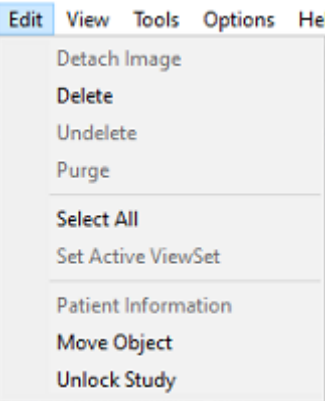 Edit View Tools Options He
Detach Image
Delete
Undelete
Purge
Select All
Set Active ViewSet
Patient Information
Move Object
Unlock Study